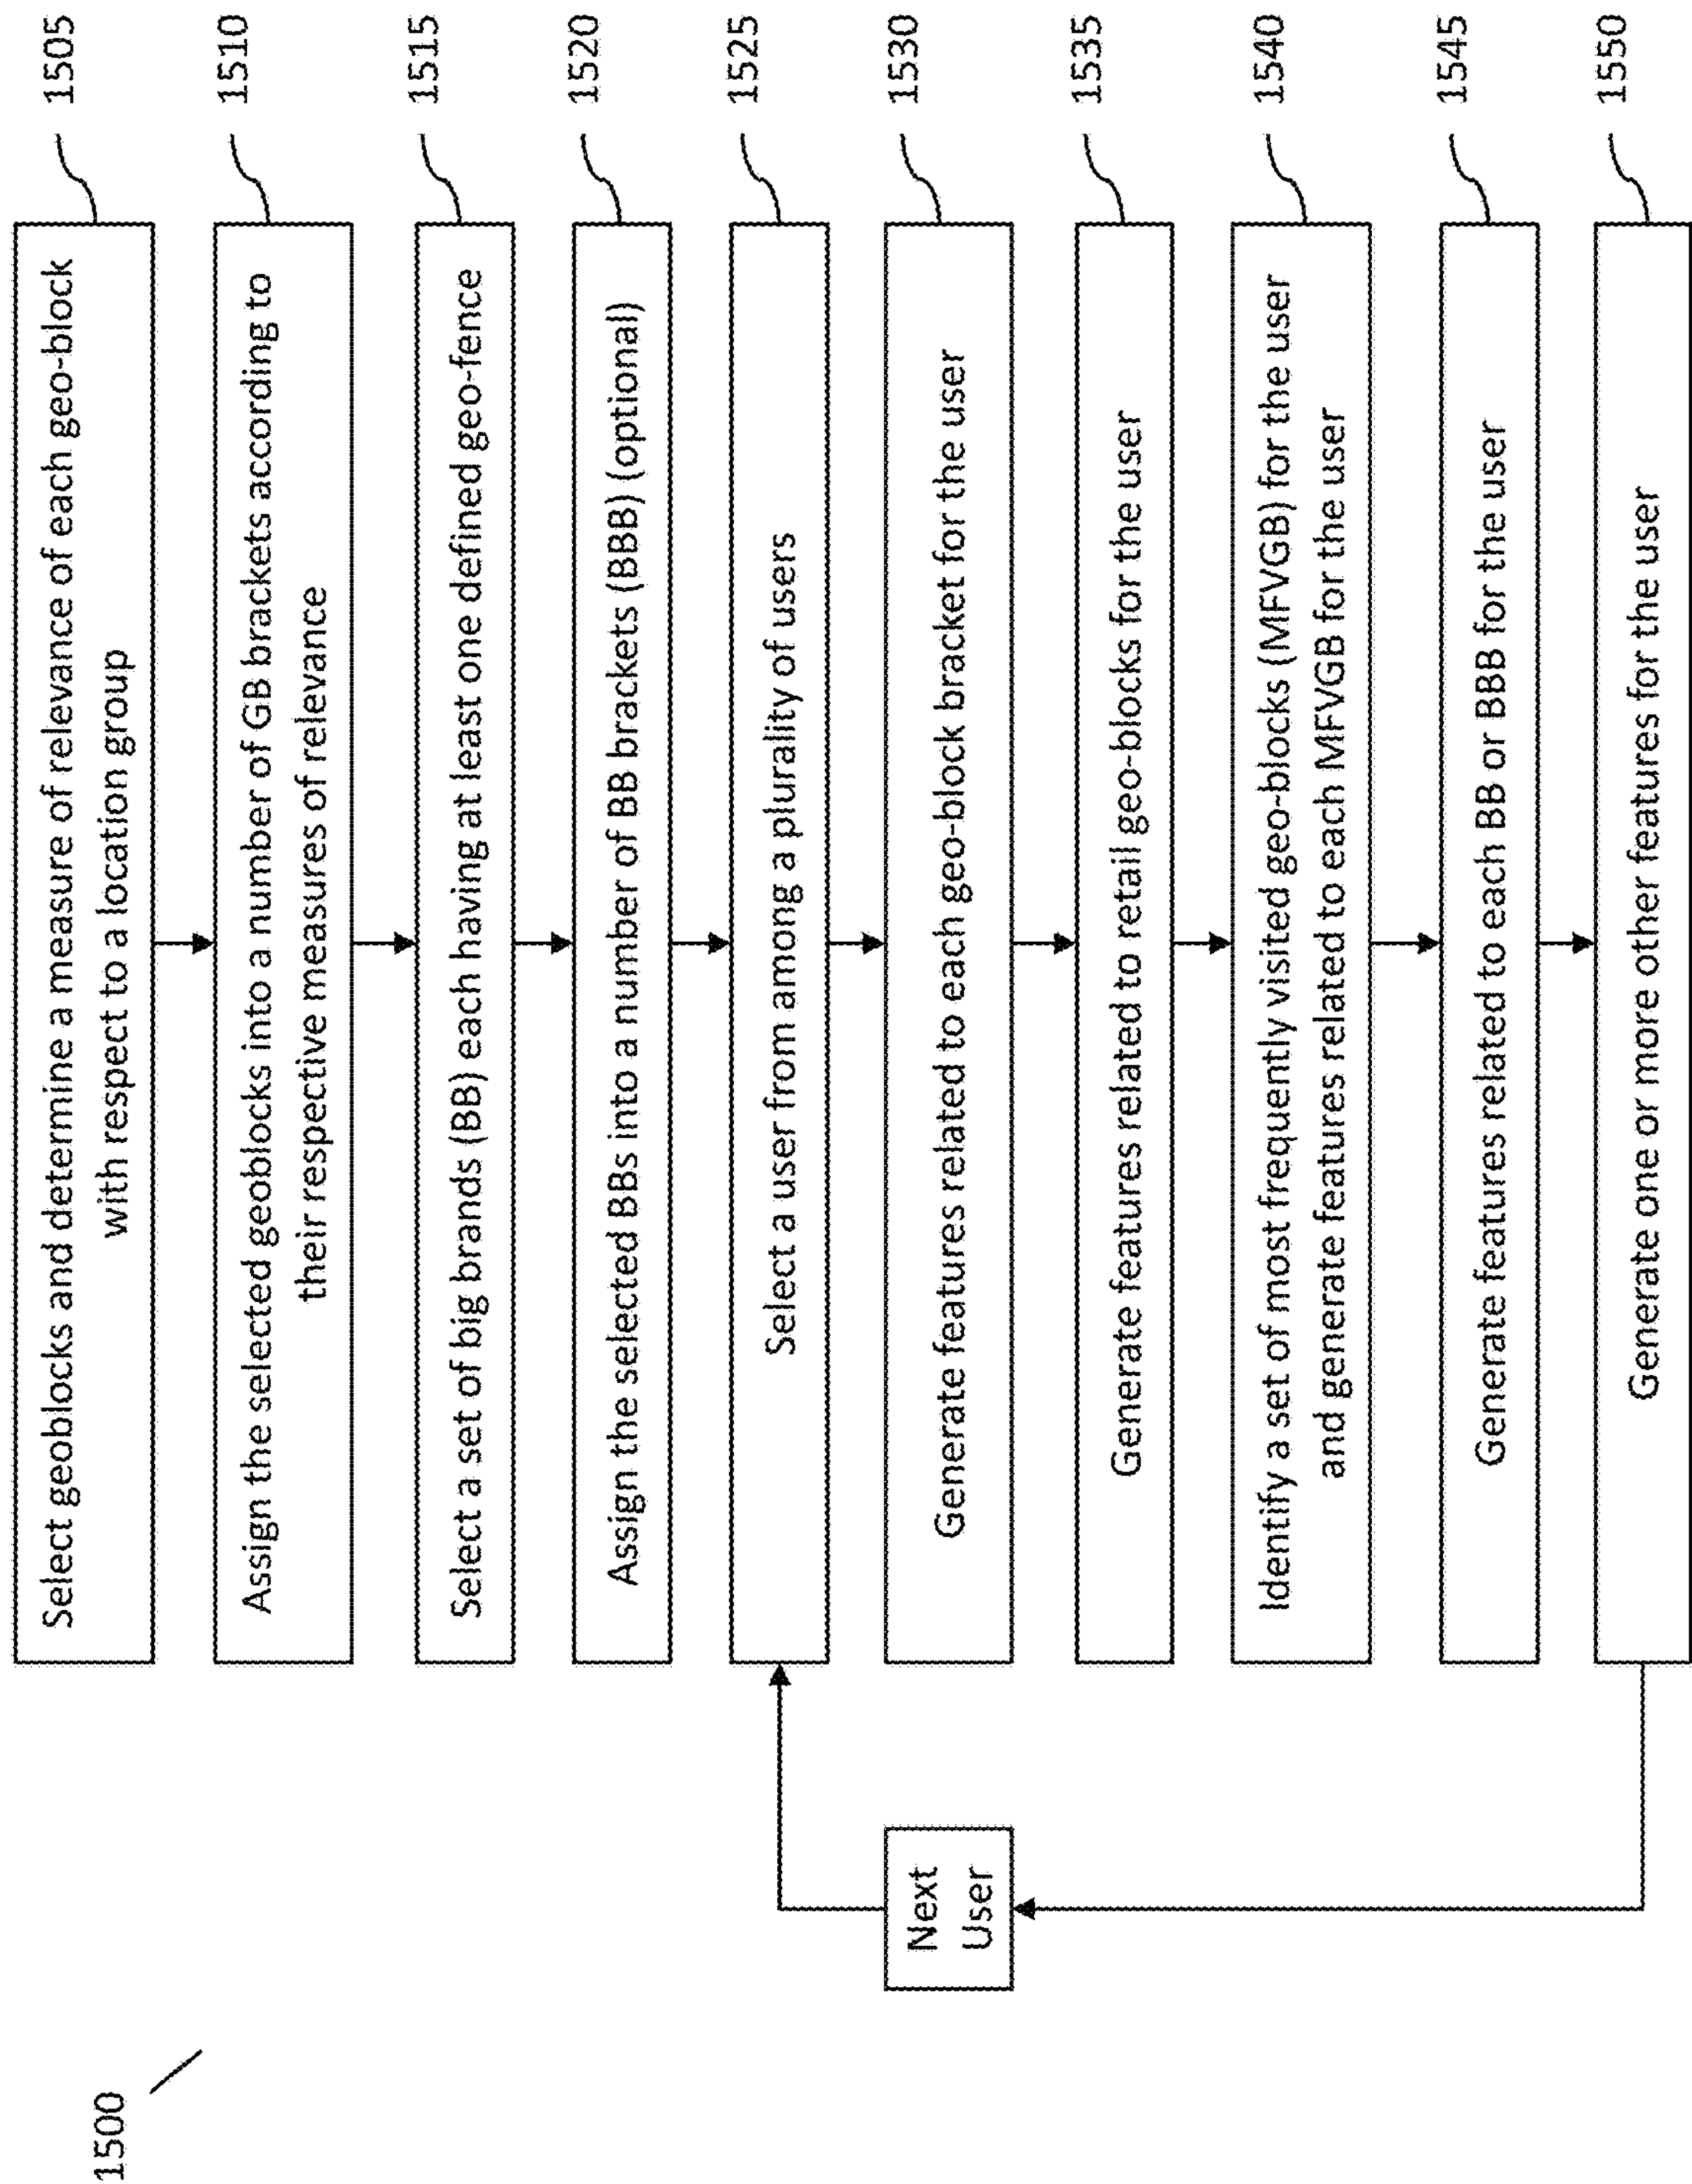 1500
Select geoblocks and determine a measure of relevance of each geo-block
with respect to a location group
1505
Assign the selected geoblocks into a number of GB brackets according to
their respective measures of relevance
1510
Select a set of big brands (BB) each having at least one defined geo-fence
1515
Assign the selected BBs into a number of BB brackets (BBB) (optional)
1520
Select a user from among a plurality of users
1525
Generate features related to each geo-block bracket for the user
1530
Next
User
Generate features related to retail geo-blocks for the user
1535
Identify a set of most frequently visited geo-blocks (MFVGB) for the user
and generate features related to each MFVGB for the user
1540
Generate features related to each BB or BBB for the user
1545
Generate one or more other features for the user
1550